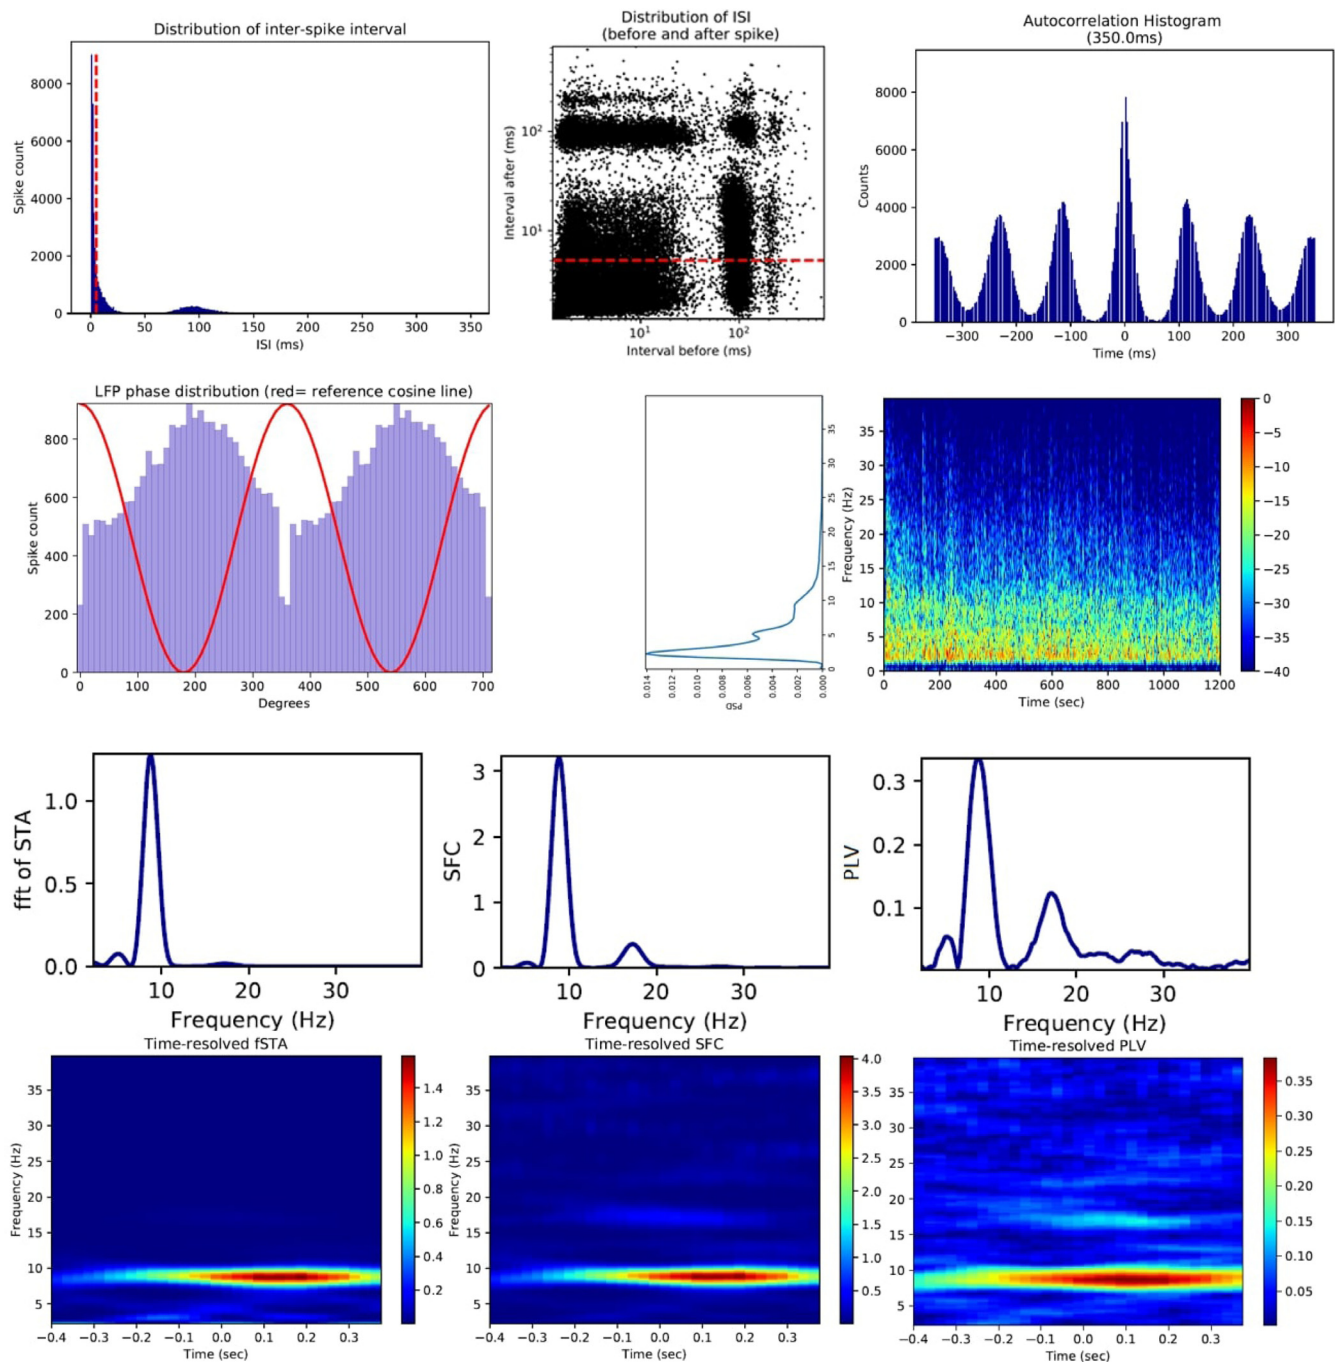 Distribution of inter-spike interval
Spike count
8000
6000
4000
2000
0
0 50 100 150 200 250 300 350
ISI (ms)
Distribution of ISI
(before and after spike)
Interval after (ms)
10²
10¹
10¹ 10²
Interval before (ms)
Autocorrelation Histogram
(350.0ms)
Counts
8000
6000
4000
2000
0
−300 −200 −100 0 100 200 300
Time (ms)
LFP phase distribution (red= reference cosine line)
Spike count
800
600
400
200
0
0 100 200 300 400 500 600 700
Degrees
35
30
25
20
15
10
5
0
0.014 0.012 0.010 0.008 0.006 0.004 0.002 0.000
PSD
Frequency (Hz)
35
30
25
20
15
10
5
0
0 200 400 600 800 1000 1200
Time (sec)
0
−5
−10
−15
−20
−25
−30
−35
−40
fft of STA
1.0
0.5
0.0
10 20 30
Frequency (Hz)
SFC
3
2
1
0
10 20 30
Frequency (Hz)
PLV
0.3
0.2
0.1
10 20 30
Frequency (Hz)
Time-resolved fSTA
Frequency (Hz)
35
30
25
20
15
10
5
−0.4 −0.3 −0.2 −0.1 0.0 0.1 0.2 0.3
Time (sec)
1.4
1.2
1.0
0.8
0.6
0.4
0.2
Time-resolved SFC
Frequency (Hz)
35
30
25
20
15
10
5
−0.4 −0.3 −0.2 −0.1 0.0 0.1 0.2 0.3
Time (sec)
4.0
3.5
3.0
2.5
2.0
1.5
1.0
0.5
Time-resolved PLV
Frequency (Hz)
35
30
25
20
15
10
5
−0.4 −0.3 −0.2 −0.1 0.0 0.1 0.2 0.3
Time (sec)
0.35
0.30
0.25
0.20
0.15
0.10
0.05